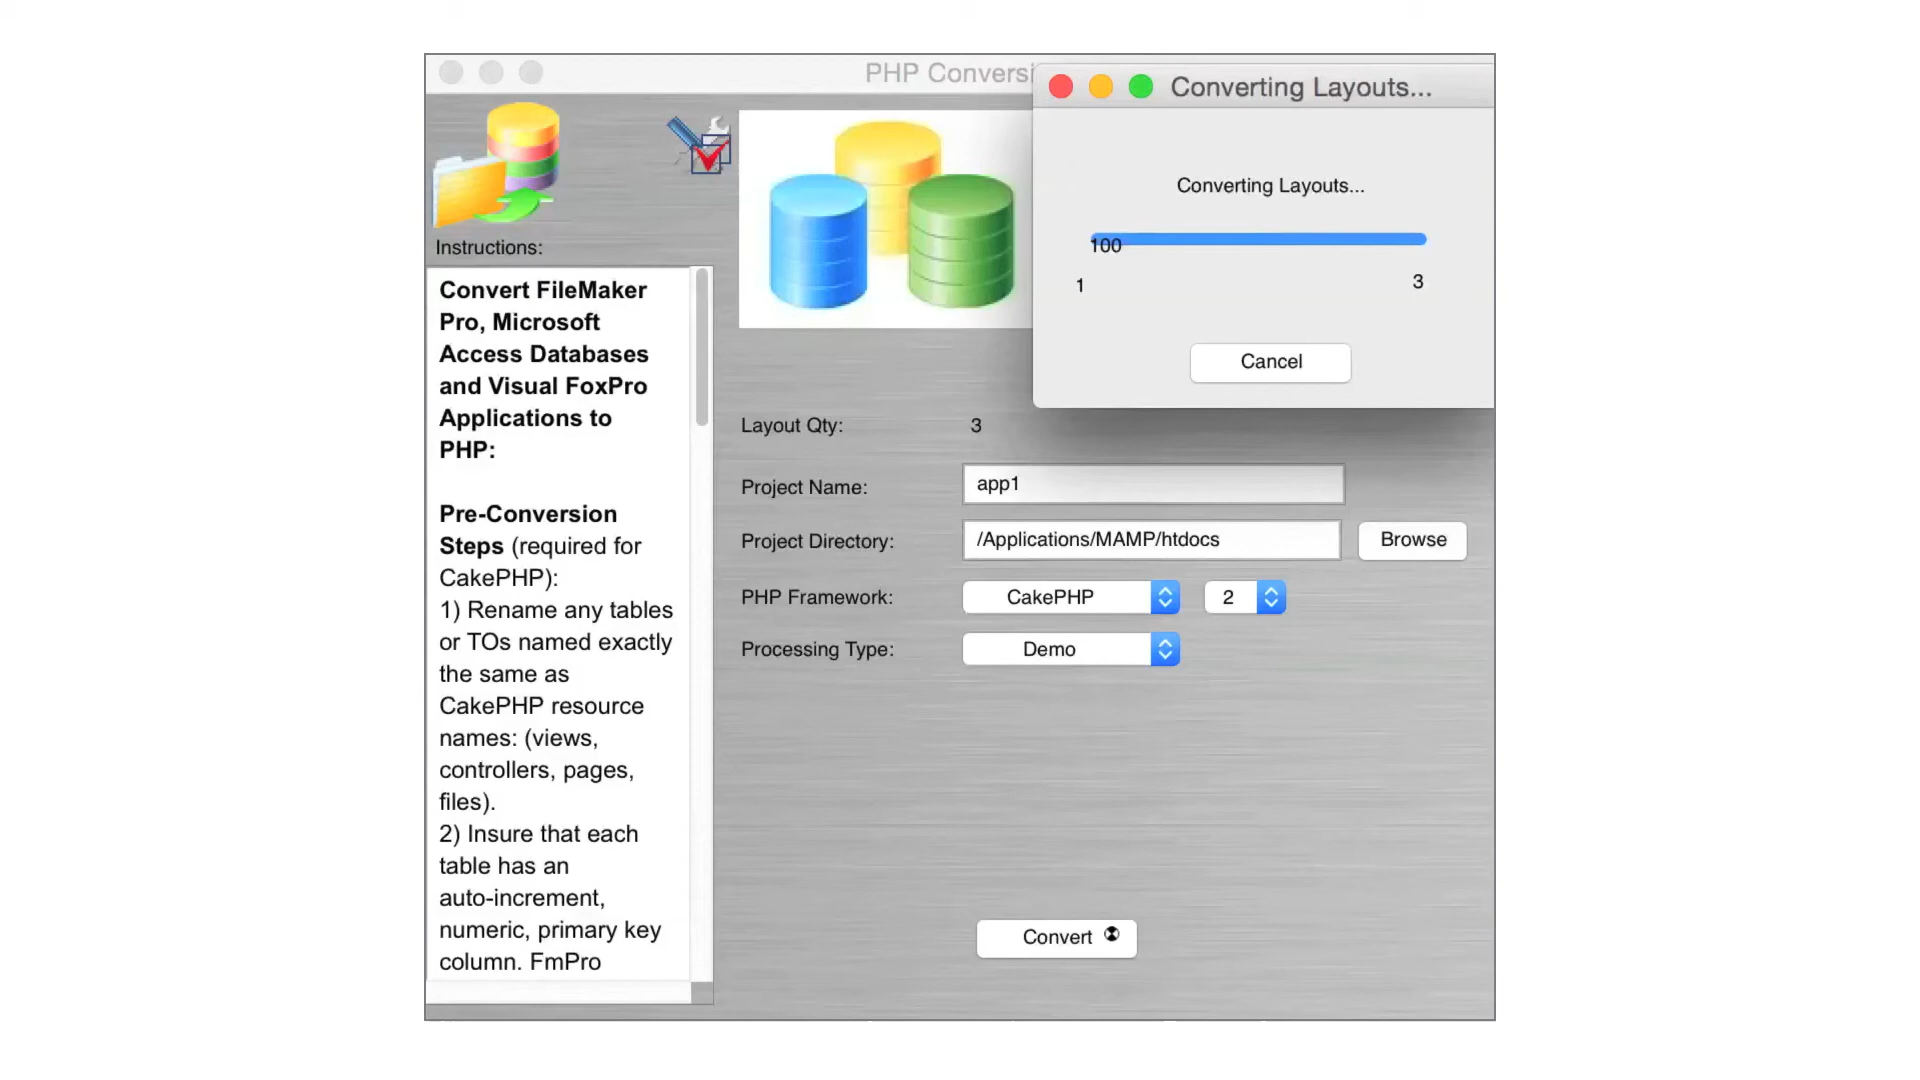 PHP Conversi
Converting Layouts...
Converting Layouts...
100
1
3
Cancel
Instructions:
Convert FileMaker
Pro, Microsoft
Access Databases
and Visual FoxPro
Applications to
PHP:
Pre-Conversion
Steps (required for
CakePHP):
1) Rename any tables
or TOs named exactly
the same as
CakePHP resource
names: (views,
controllers, pages,
files).
2) Insure that each
table has an
auto-increment,
numeric, primary key
column. FmPro
Layout Qty: 3
Project Name: app1
Project Directory: /Applications/MAMP/htdocs Browse
PHP Framework: CakePHP 2
Processing Type: Demo
Convert